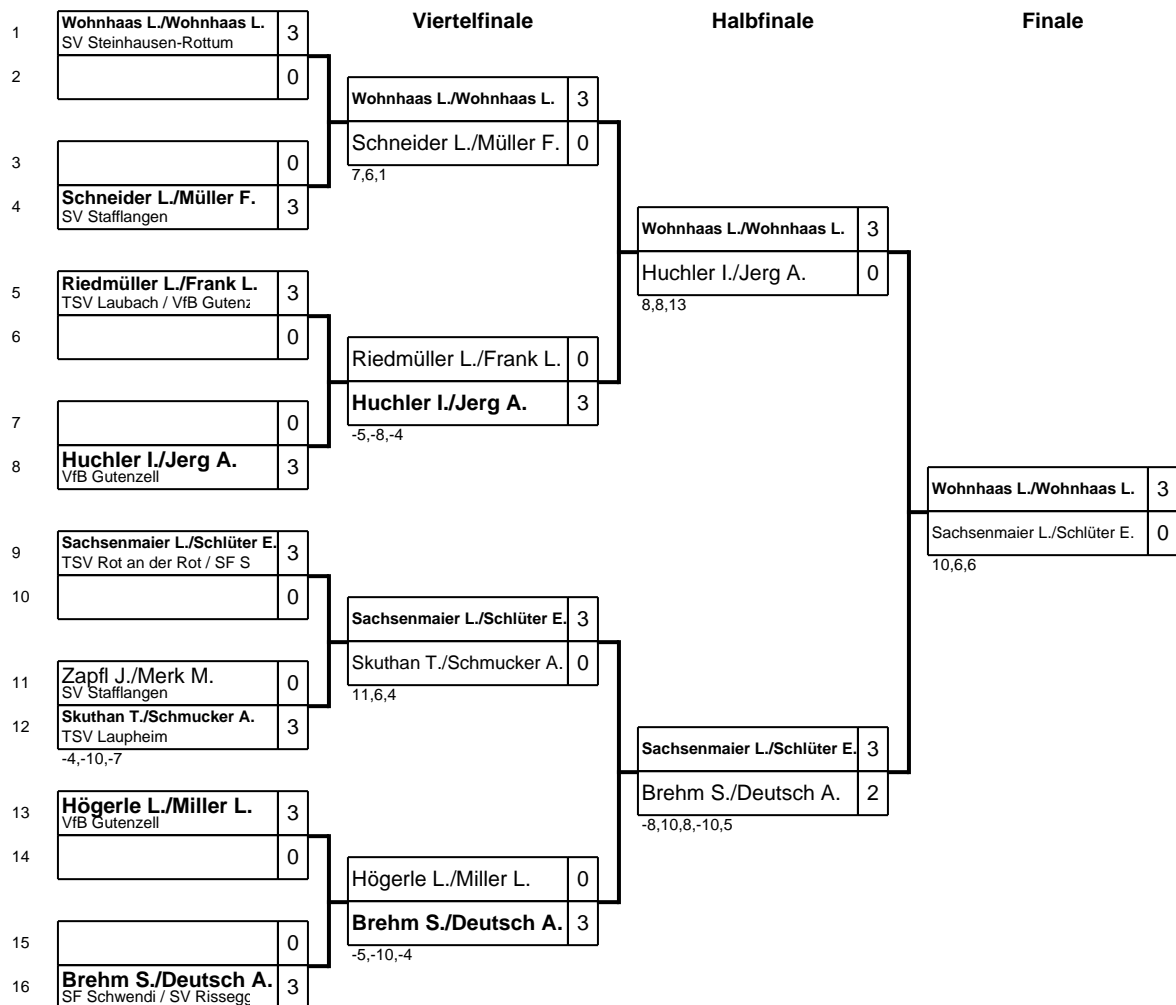 Viertelfinale
Halbfinale
Finale
1
Wohnhaas L./Wohnhaas L.
3
SV Steinhausen-Rottum
2
0
3
0
4
Schneider L./Müller F.
3
SV Stafflangen
5
Riedmüller L./Frank L.
3
TSV Laubach / VfB Gutenz
6
0
7
0
8
Huchler I./Jerg A.
3
VfB Gutenzell
9
Sachsenmaier L./Schlüter E.
3
TSV Rot an der Rot / SF S
10
0
11
Zapfl J./Merk M.
0
SV Stafflangen
12
Skuthan T./Schmucker A.
3
TSV Laupheim
-4,-10,-7
13
Högerle L./Miller L.
3
VfB Gutenzell
14
0
15
0
16
Brehm S./Deutsch A.
3
SF Schwendi / SV Rissegg
Wohnhaas L./Wohnhaas L.
3
Schneider L./Müller F.
0
7,6,1
Riedmüller L./Frank L.
0
Huchler I./Jerg A.
3
-5,-8,-4
Sachsenmaier L./Schlüter E.
3
Skuthan T./Schmucker A.
0
11,6,4
Högerle L./Miller L.
0
Brehm S./Deutsch A.
3
-5,-10,-4
Wohnhaas L./Wohnhaas L.
3
Huchler I./Jerg A.
0
8,8,13
Sachsenmaier L./Schlüter E.
3
Brehm S./Deutsch A.
2
-8,10,8,-10,5
Wohnhaas L./Wohnhaas L.
3
Sachsenmaier L./Schlüter E.
0
10,6,6